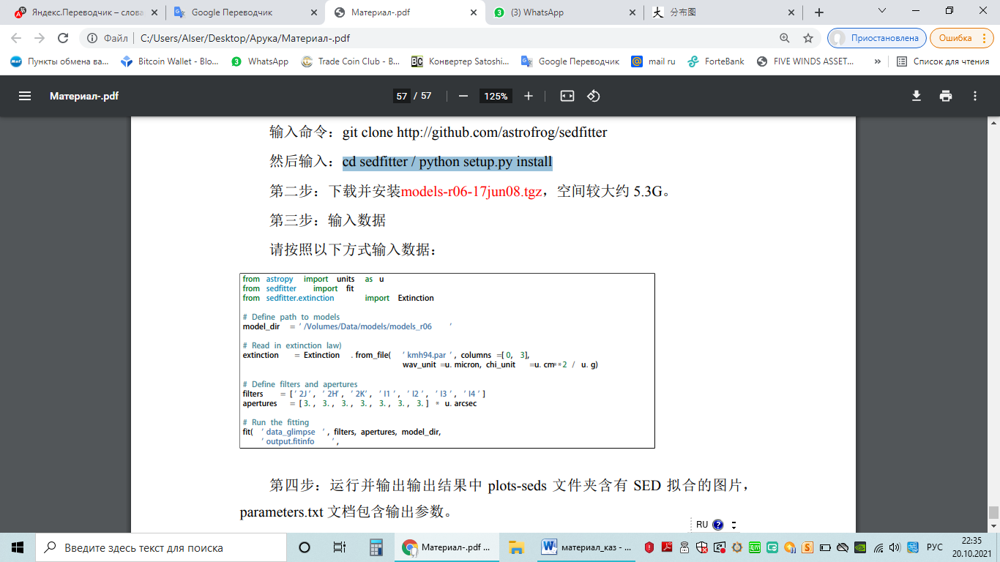 Яндекс.Переводчик – слова
Google Переводчик
Материал-.pdf
(3) WhatsApp
分布图
Файл
C:/Users/Alser/Desktop/Арука/Материал-.pdf
Приостановлена
Ошибка
Пункты обмена ва...
Bitcoin Wallet - Blo...
WhatsApp
Trade Coin Club - B...
Конвертер Satoshi...
Google Переводчик
mail ru
ForteBank
FIVE WINDS ASSET...
»
Список для чтения
Материал-.pdf
57 / 57
125%
输入命令：git clone http://github.com/astrofrog/sedfitter
然后输入：cd sedfitter / python setup.py install
第二步：下载并安装models-r06-17jun08.tgz，空间较大约 5.3G。
第三步：输入数据
请按照以下方式输入数据：
from astropy import units as u
from sedfitter import fit
from sedfitter.extinction import Extinction
# Define path to models
model_dir = ' /Volumes/Data/models/models_r06 '
# Read in extinction law)
extinction = Extinction . from_file( ' kmh94.par ' , columns =[ 0, 3],
wav_unit =u. micron, chi_unit =u. cm**2 / u. g)
# Define filters and apertures
filters = [ ' 2J ' , ' 2H' , ' 2K' , ' I1 ' , ' I2 ' , ' I3 ' , ' I4 ' ]
apertures = [ 3. , 3. , 3. , 3. , 3. , 3. , 3. ] * u. arcsec
# Run the fitting
fit( ' data_glimpse ' , filters, apertures, model_dir,
' output.fitinfo ' ,
第四步：运行并输出输出结果中 plots-seds 文件夹含有 SED 拟合的图片，
parameters.txt 文档包含输出参数。
RU
Введите здесь текст для поиска
Материал-.pdf ...
материал_каз - ...
РУС
22:35
20.10.2021